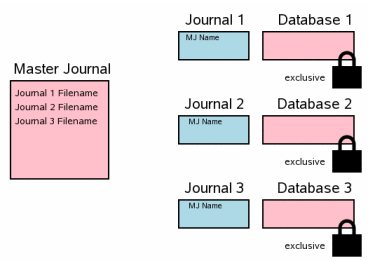 Journal 1
Database 1
MJ Name
exclusive
Master Journal
Journal 1 Filename
Journal 2 Filename
Journal 3 Filename
Journal 2
Database 2
MJ Name
exclusive
Journal 3
Database 3
MJ Name
exclusive